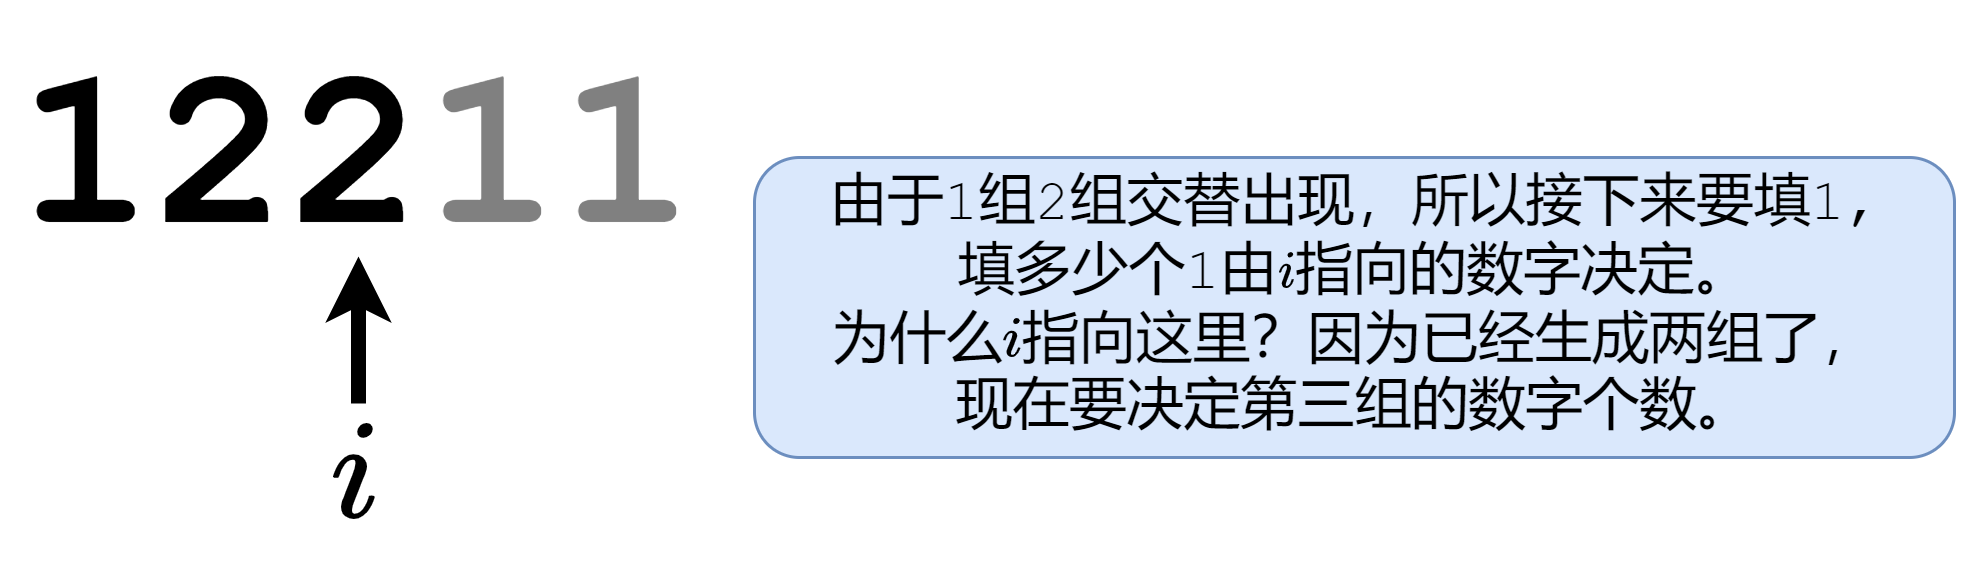 12211
i
由于1组2组交替出现，所以接下来要填1，
填多少个1由i指向的数字决定。
为什么i指向这里？因为已经生成两组了，
现在要决定第三组的数字个数。